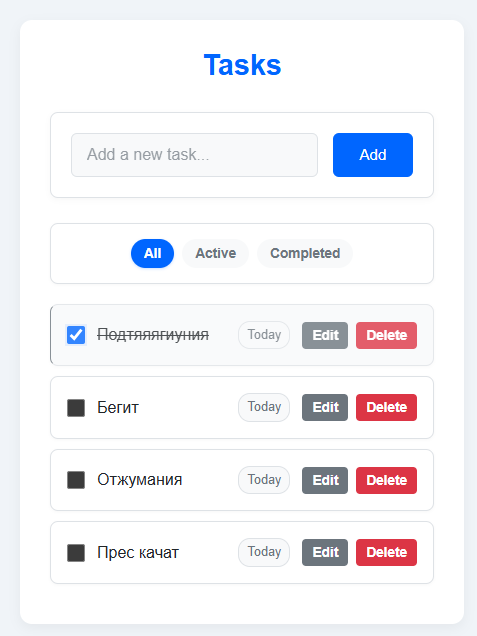 Tasks
Add a new task...
Add
All Active Completed
Подтяяягиуния Today Edit Delete
Бегит Today Edit Delete
Отжумания Today Edit Delete
Прес качат Today Edit Delete